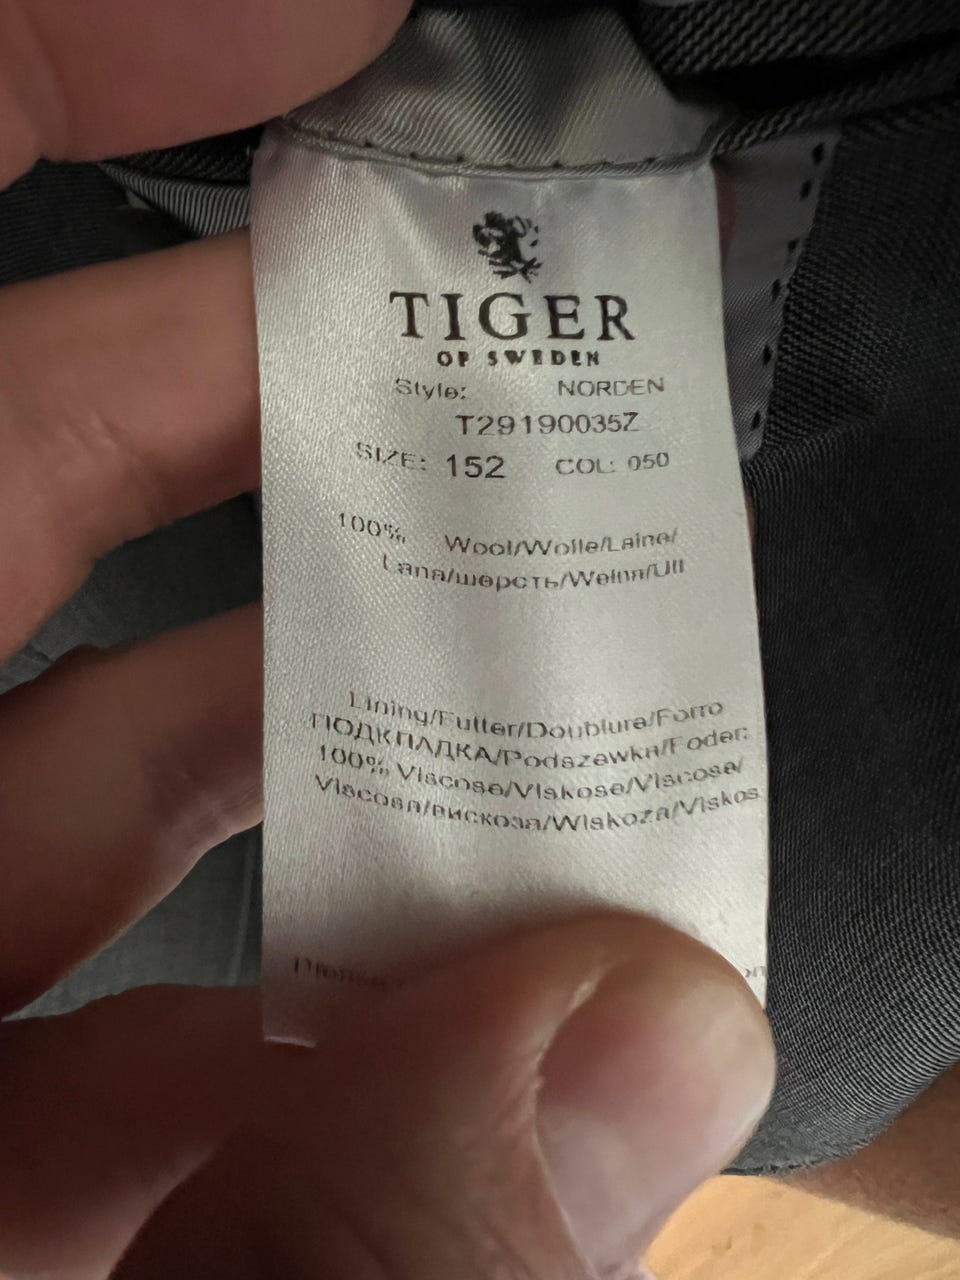 TIGER
OF SWEDEN
Style: NORDEN
T29190035Z
SIZE: 152 COL: 050
100% Wool/Wolle/Laine/
Lana/шерсть/Wełna/Ull
Lining/Futter/Doublure/Forro
ПОДКЛАДКА/Podszewka/Foder:
100% Viscose/Viskose/Viscose/
Viscosa/вискоза/Wiskoza/Viskos